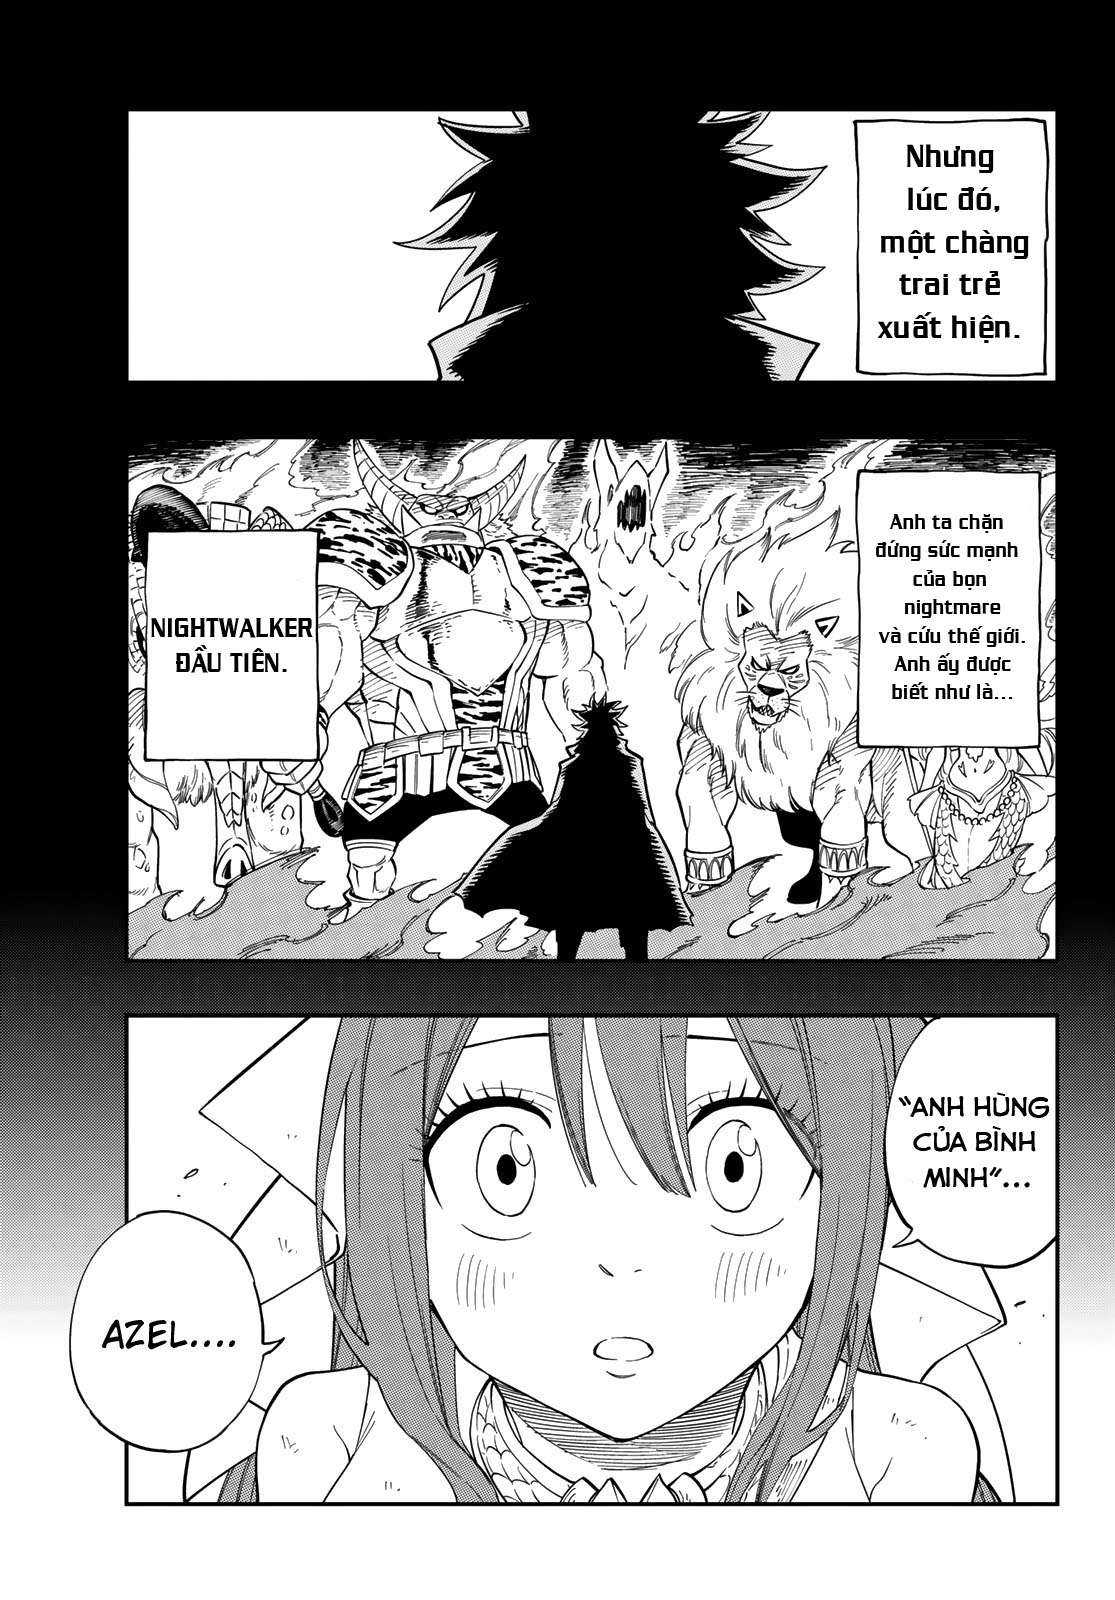 Nhưng
lúc đó,
một chàng
trai trẻ
xuất hiện.
Anh ta chặn
đứng sức mạnh
của bọn
nightmare
và cứu thế giới.
Anh ấy được
biết như là...
NIGHTWALKER
ĐẦU TIÊN.
“ANH HÙNG
CỦA BÌNH
MINH”...
AZEL....